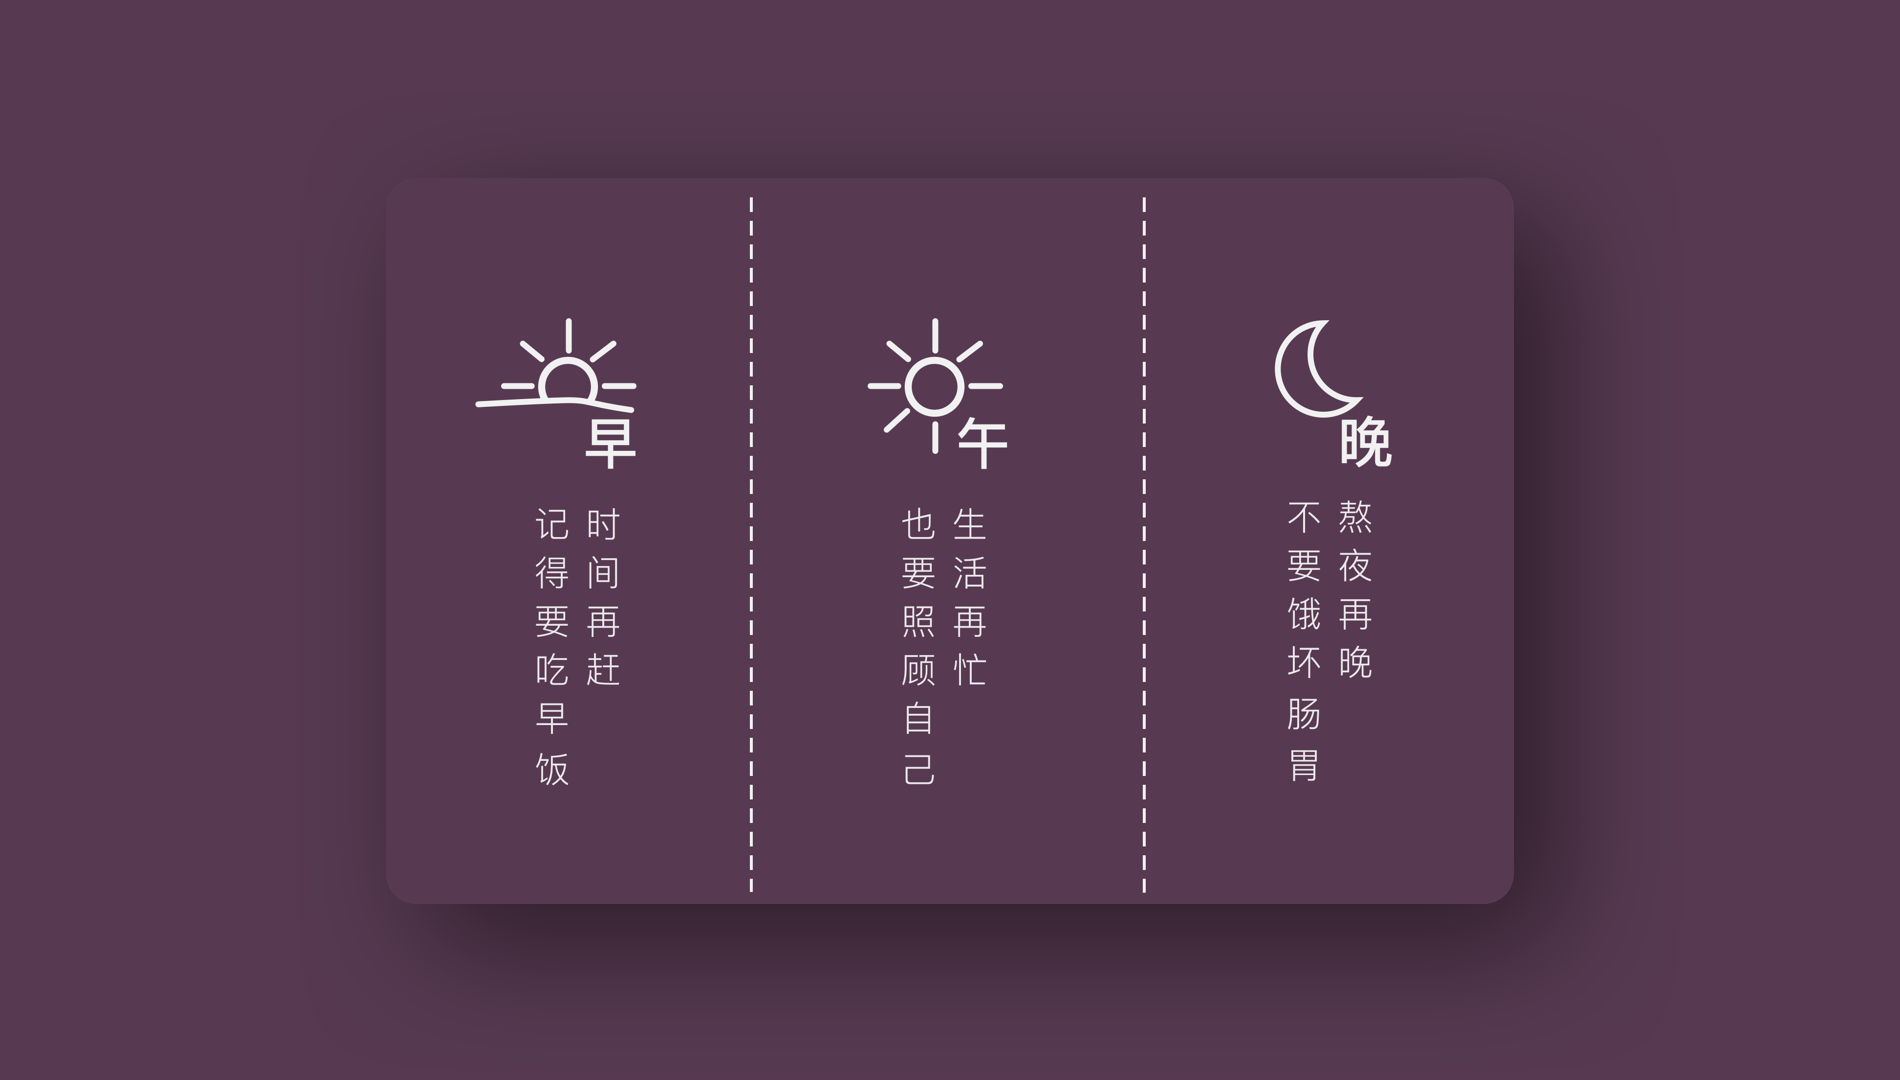 早
时间再赶
记得要吃早饭
午
生活再忙
也要照顾自己
晚
熬夜再晚
不要饿坏肠胃